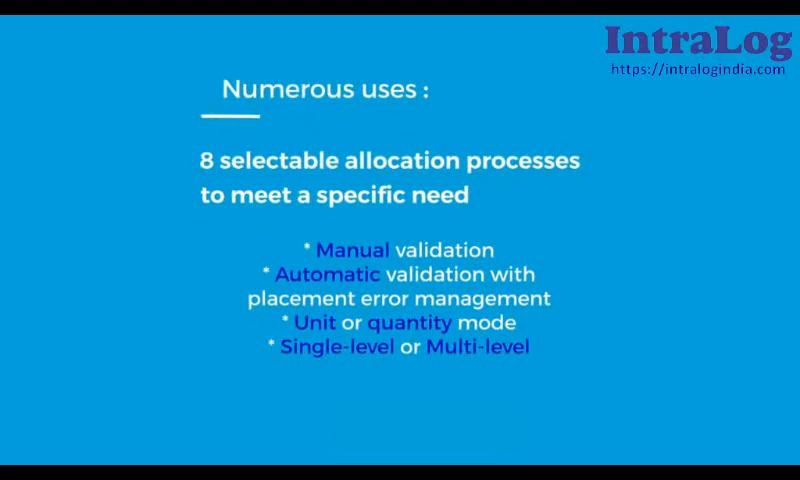 IntraLog
https://intralogindia.com
Numerous uses :
8 selectable allocation processes
to meet a specific need
* Manual validation
* Automatic validation with
placement error management
* Unit or quantity mode
* Single-level or Multi-level